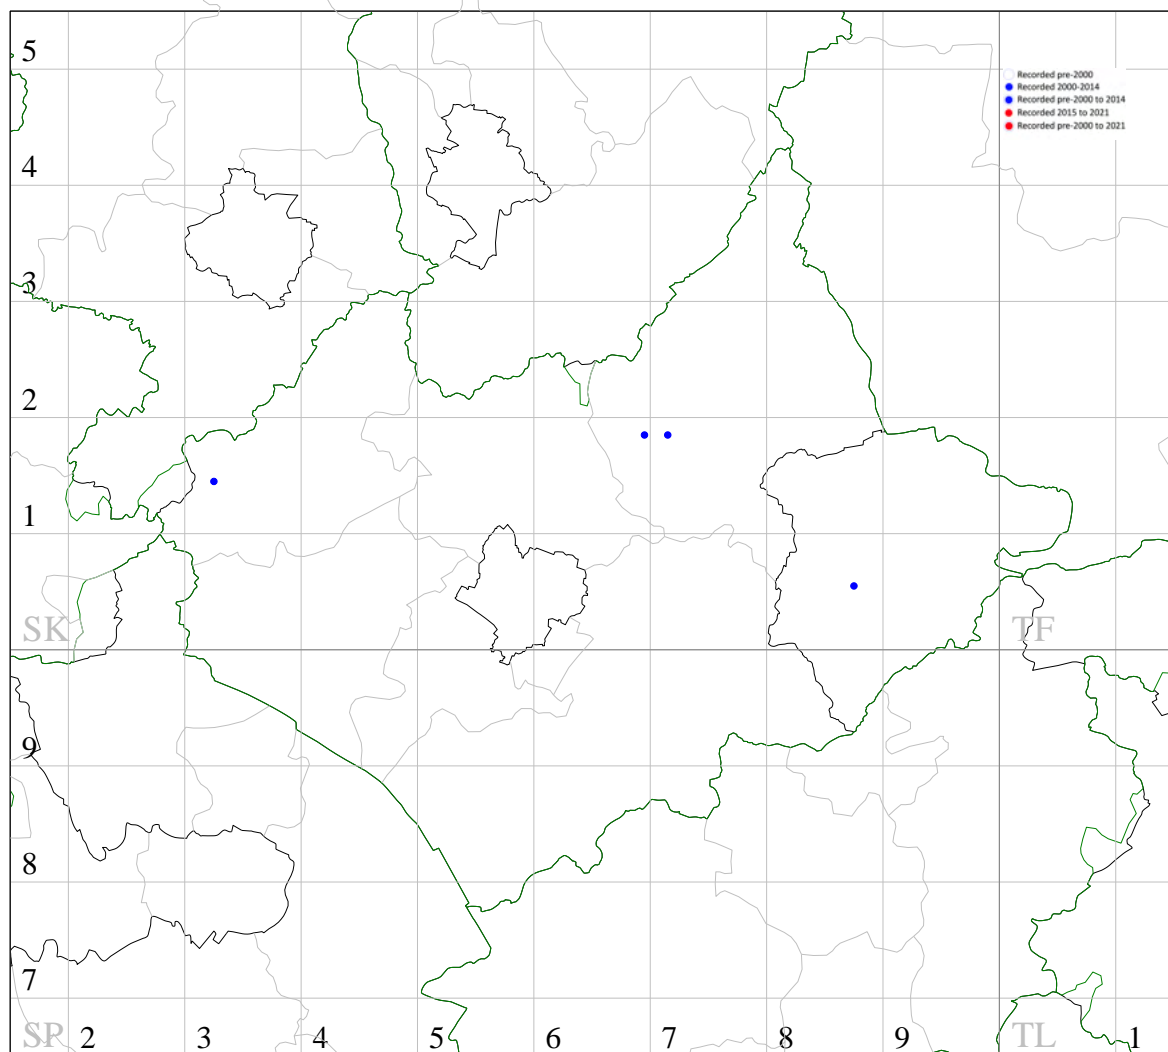 5
Recorded pre-2000
Recorded 2000-2014
Recorded pre-2000 to 2014
Recorded 2015 to 2021
Recorded pre-2000 to 2021
4
3
2
1
SK
TF
9
8
7
SP 2 3 4 5 6 7 8 9 TL 1